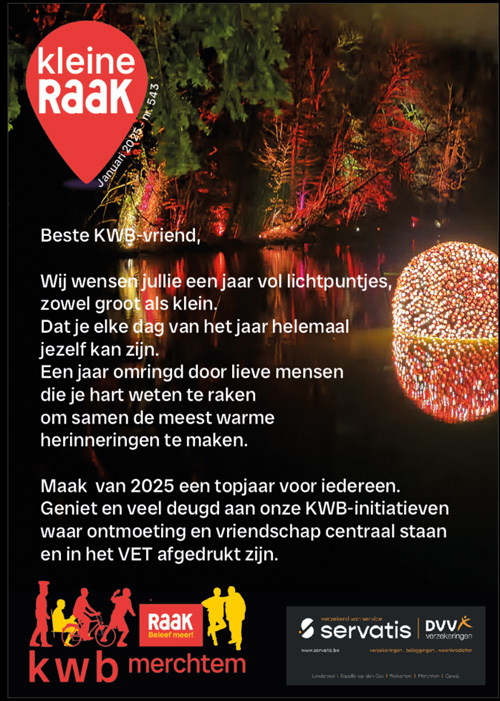 kleine
RAAK
Januari 2025 - nr. 543
Beste KWB-vriend,
Wij wensen jullie een jaar vol lichtpuntjes,
zowel groot als klein.
Dat je elke dag van het jaar helemaal
jezelf kan zijn.
Een jaar omringd door lieve mensen
die je hart weten te raken
om samen de meest warme
herinneringen te maken.
Maak van 2025 een topjaar voor iedereen.
Geniet en veel deugd aan onze KWB-initiatieven
waar ontmoeting en vriendschap centraal staan
en in het VET afgedrukt zijn.
RAAK
Beleef meer!
kwb merchtem
verzekerd van service
servatis
DVV
verzekeringen
www.servatis.be
verzekeringen - beleggingen - woonkredieten
Londerzeel | Kapelle-op-den-Bos | Merchtem